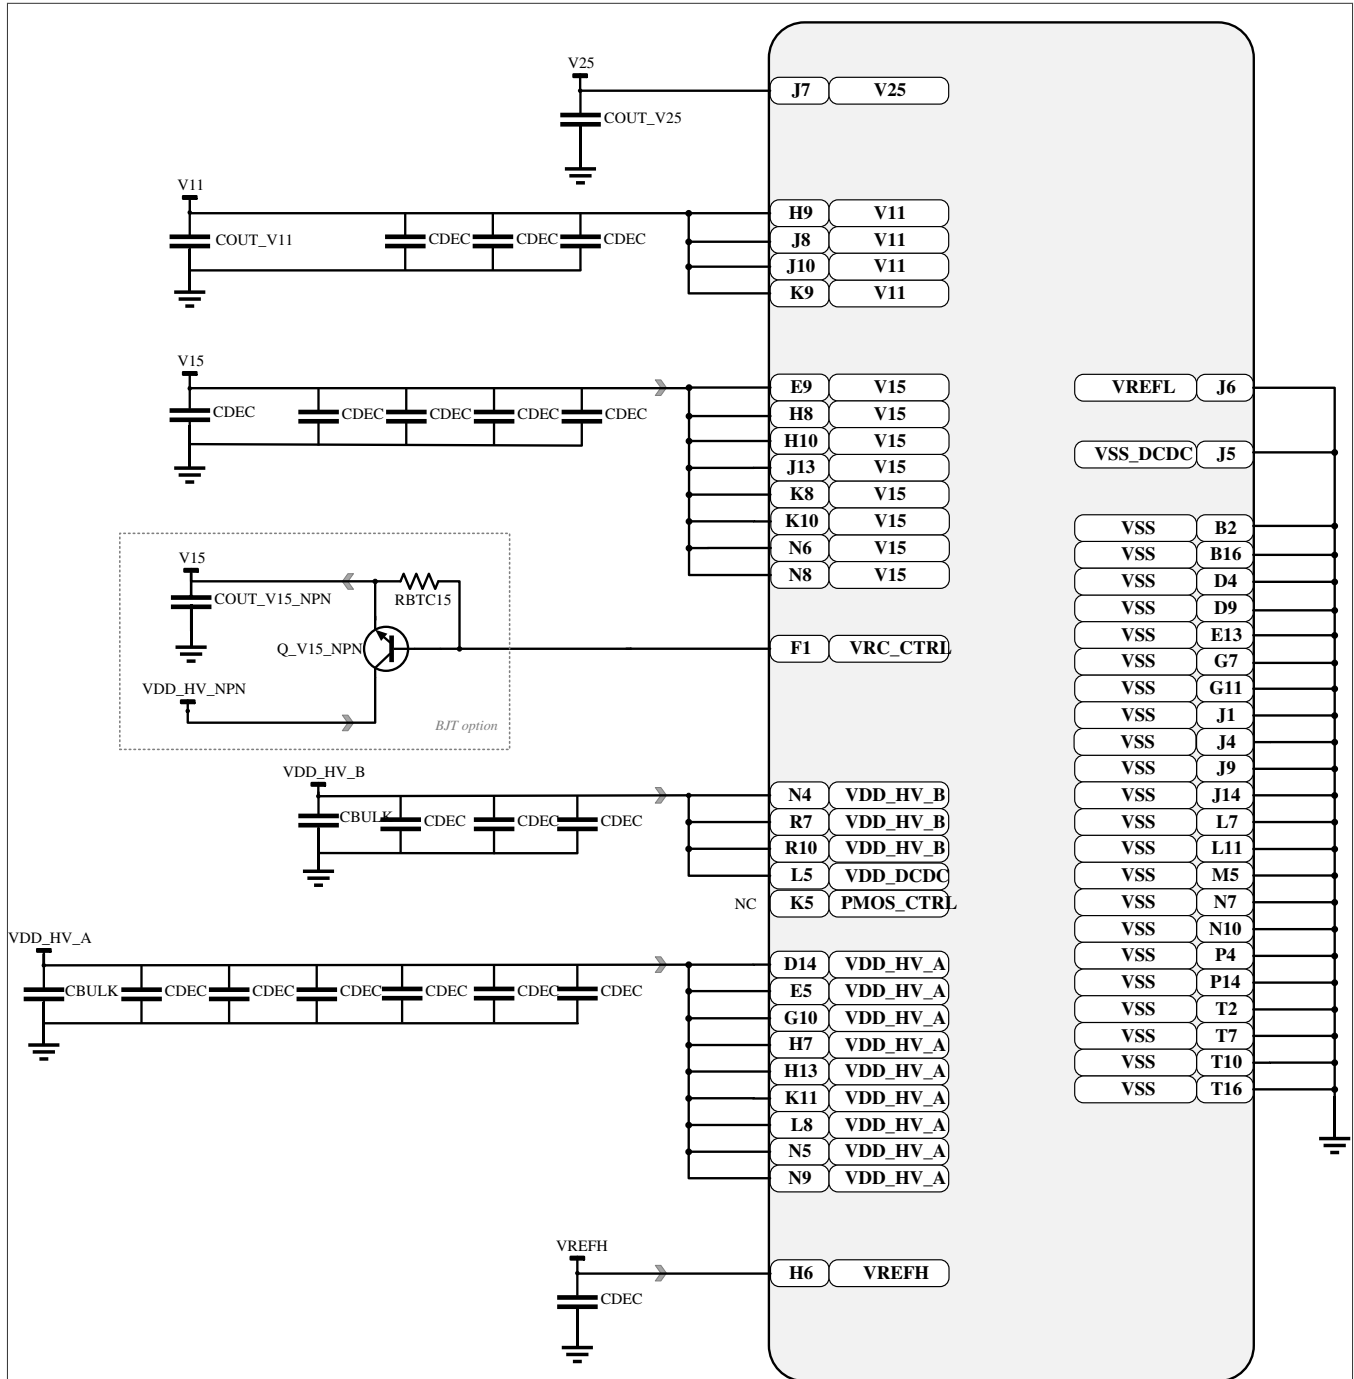 V25
J7 V25
COUT_V25
V11
H9 V11
COUT_V11 CDEC CDEC CDEC
J8 V11
J10 V11
K9 V11
V15
E9 V15 VREFL J6
CDEC CDEC CDEC CDEC CDEC
H8 V15
H10 V15
J13 V15 VSS_DCDC J5
K8 V15
K10 V15 VSS B2
N6 V15 VSS B16
V15
N8 V15 VSS D4
COUT_V15_NPN RBTC15
VSS D9
VSS E13
Q_V15_NPN F1 VRC_CTRL
VSS G7
VDD_HV_NPN VSS G11
BJT option VSS J1
VSS J4
VDD_HV_B VSS J9
N4 VDD_HV_B VSS J14
CBULK CDEC CDEC CDEC R7 VDD_HV_B VSS L7
R10 VDD_HV_B VSS L11
L5 VDD_DCDC VSS M5
NC K5 PMOS_CTRL VSS N7
VSS N10
VDD_HV_A
D14 VDD_HV_A VSS P4
CBULK CDEC CDEC CDEC CDEC CDEC CDEC E5 VDD_HV_A VSS P14
G10 VDD_HV_A VSS T2
H7 VDD_HV_A VSS T7
H13 VDD_HV_A VSS T10
K11 VDD_HV_A VSS T16
L8 VDD_HV_A
N5 VDD_HV_A
N9 VDD_HV_A
VREFH
H6 VREFH
CDEC